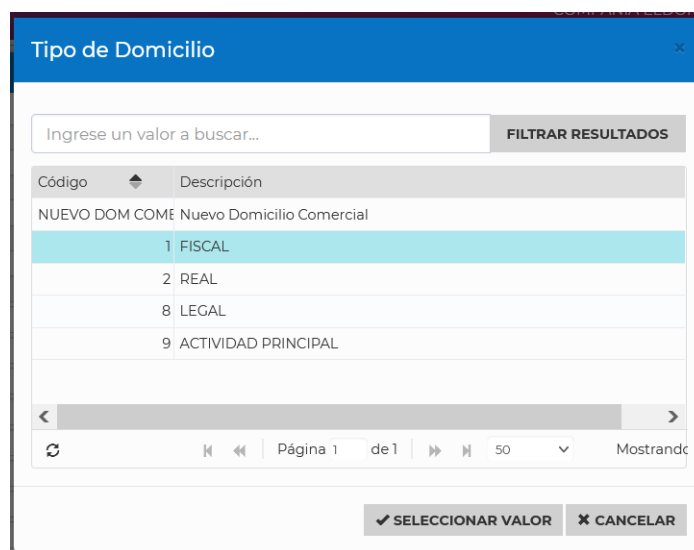 Tipo de Domicilio ×
Ingrese un valor a buscar... FILTRAR RESULTADOS
Código Descripción
NUEVO DOM COME Nuevo Domicilio Comercial
1 FISCAL
2 REAL
8 LEGAL
9 ACTIVIDAD PRINCIPAL
Página 1 de 1 50 Mostrando
SELECCIONAR VALOR CANCELAR